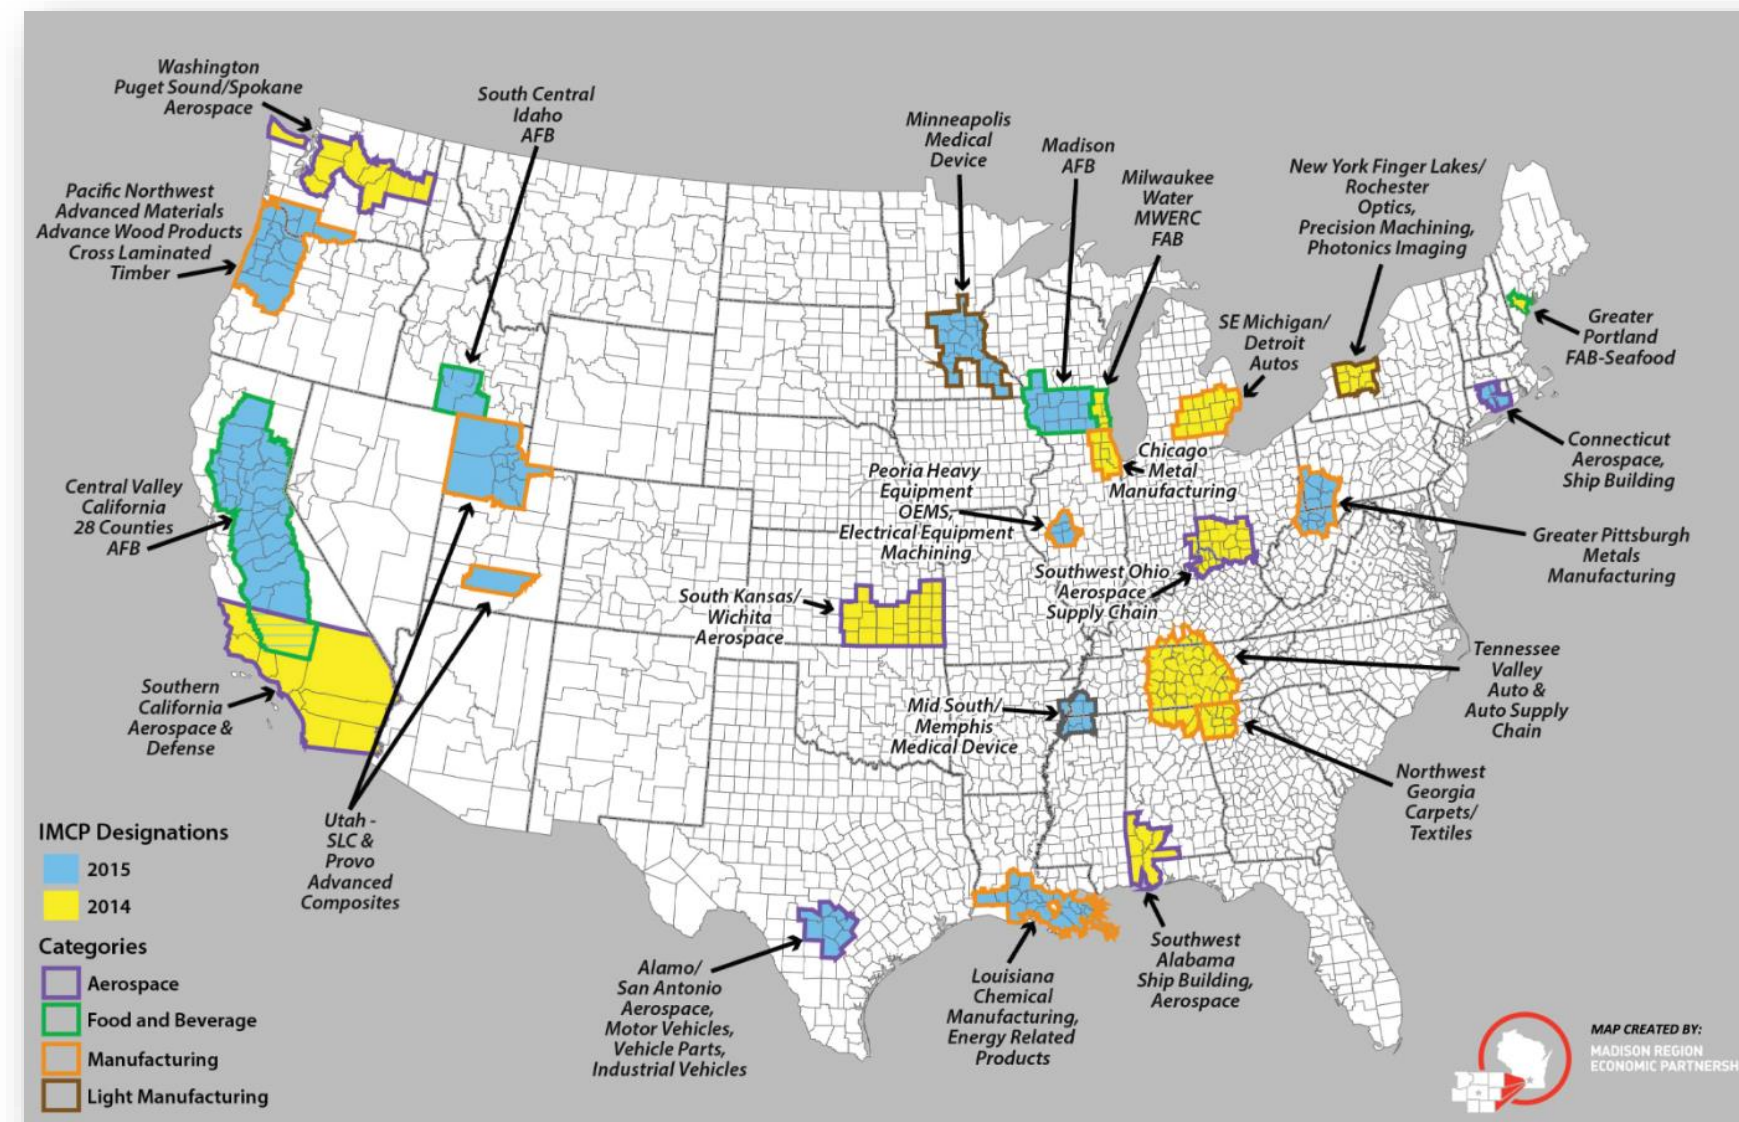 Washington
Puget Sound/Spokane
Aerospace
South Central
Idaho
AFB
Minneapolis
Medical
Device
Madison
AFB
Milwaukee
Water
MWERC
FAB
New York Finger Lakes/
Rochester
Optics,
Precision Machining,
Photonics Imaging
Pacific Northwest
Advanced Materials
Advance Wood Products
Cross Laminated
Timber
SE Michigan/
Detroit
Autos
Greater
Portland
FAB-Seafood
Connecticut
Aerospace,
Ship Building
Chicago
Metal
Manufacturing
Peoria Heavy
Equipment
OEMS,
Electrical Equipment
Machining
Central Valley
California
28 Counties
AFB
Greater Pittsburgh
Metals
Manufacturing
Southwest Ohio
Aerospace
Supply Chain
South Kansas/
Wichita
Aerospace
Tennessee
Valley
Auto &
Auto Supply
Chain
Southern
California
Aerospace &
Defense
Mid South/
Memphis
Medical Device
Northwest
Georgia
Carpets/
Textiles
Utah -
SLC &
Provo
Advanced
Composites
Alamo/
San Antonio
Aerospace,
Motor Vehicles,
Vehicle Parts,
Industrial Vehicles
Louisiana
Chemical
Manufacturing,
Energy Related
Products
Southwest
Alabama
Ship Building,
Aerospace
IMCP Designations
2015
2014
Categories
Aerospace
Food and Beverage
Manufacturing
Light Manufacturing
MAP CREATED BY:
MADISON REGION
ECONOMIC PARTNERSH